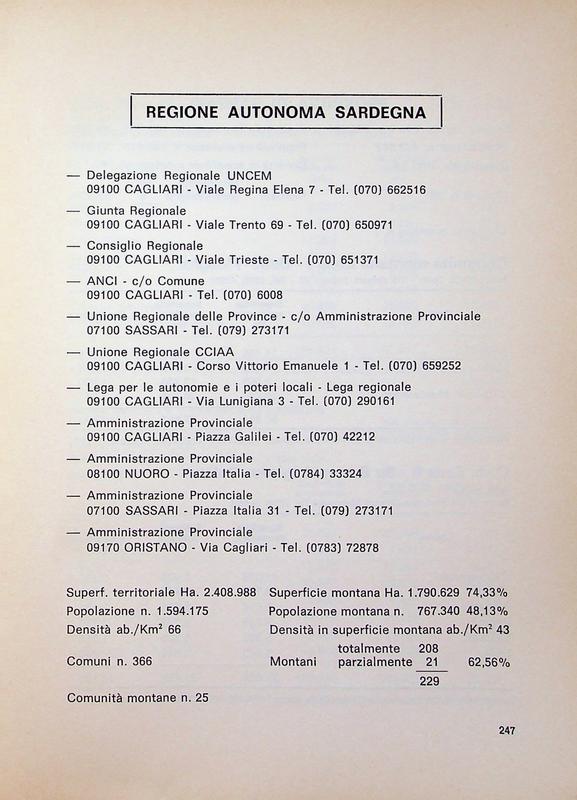 REGIONE AUTONOMA SARDEGNA
— Delegazione Regionale UNCEM
09100 CAGLIARI - Viale Regina Elena 7 - Tel. (070) 662516
— Giunta Regionale
09100 CAGLIARI - Viale Trento 69 - Tel. (070) 650971
— Consiglio Regionale
09100 CAGLIARI - Viale Trieste - Tel. (070) 651371
— ANCI - c/o Comune
09100 CAGLIARI - Tel. (070) 6008
— Unione Regionale delle Province - c/o Amministrazione Provinciale
07100 SASSARI - Tel. (079) 273171
— Unione Regionale CCIAA
09100 CAGLIARI - Corso Vittorio Emanuele 1 - Tel. (070) 659252
— Lega per le autonomie e i poteri locali - Lega regionale
09100 CAGLIARI - Via Lunigiana 3 - Tel. (070) 290161
— Amministrazione Provinciale
09100 CAGLIARI - Piazza Galilei - Tel. (070) 42212
— Amministrazione Provinciale
08100 NUORO - Piazza Italia - Tel. (0784) 33324
— Amministrazione Provinciale
07100 SASSARI - Piazza Italia 31 - Tel. (079) 273171
— Amministrazione Provinciale
09170 ORISTANO - Via Cagliari - Tel. (0783) 72878
Superf. territoriale Ha. 2.408.988 Superficie montana Ha. 1.790.629 74,33%
Popolazione n. 1.594.175 Popolazione montana n. 767.340 48,13%
Densità ab./Km² 66 Densità in superficie montana ab./Km² 43
totalmente 208
Comuni n. 366 Montani parzialmente 21 62,56%
229
Comunità montane n. 25
247